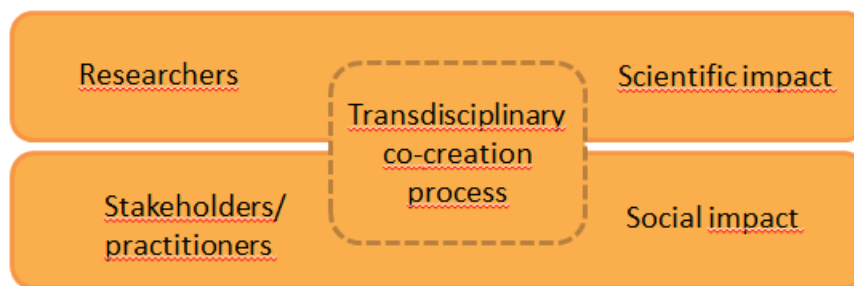 Researchers
Scientific impact
Transdisciplinary
co-creation
process
Stakeholders/
practitioners
Social impact